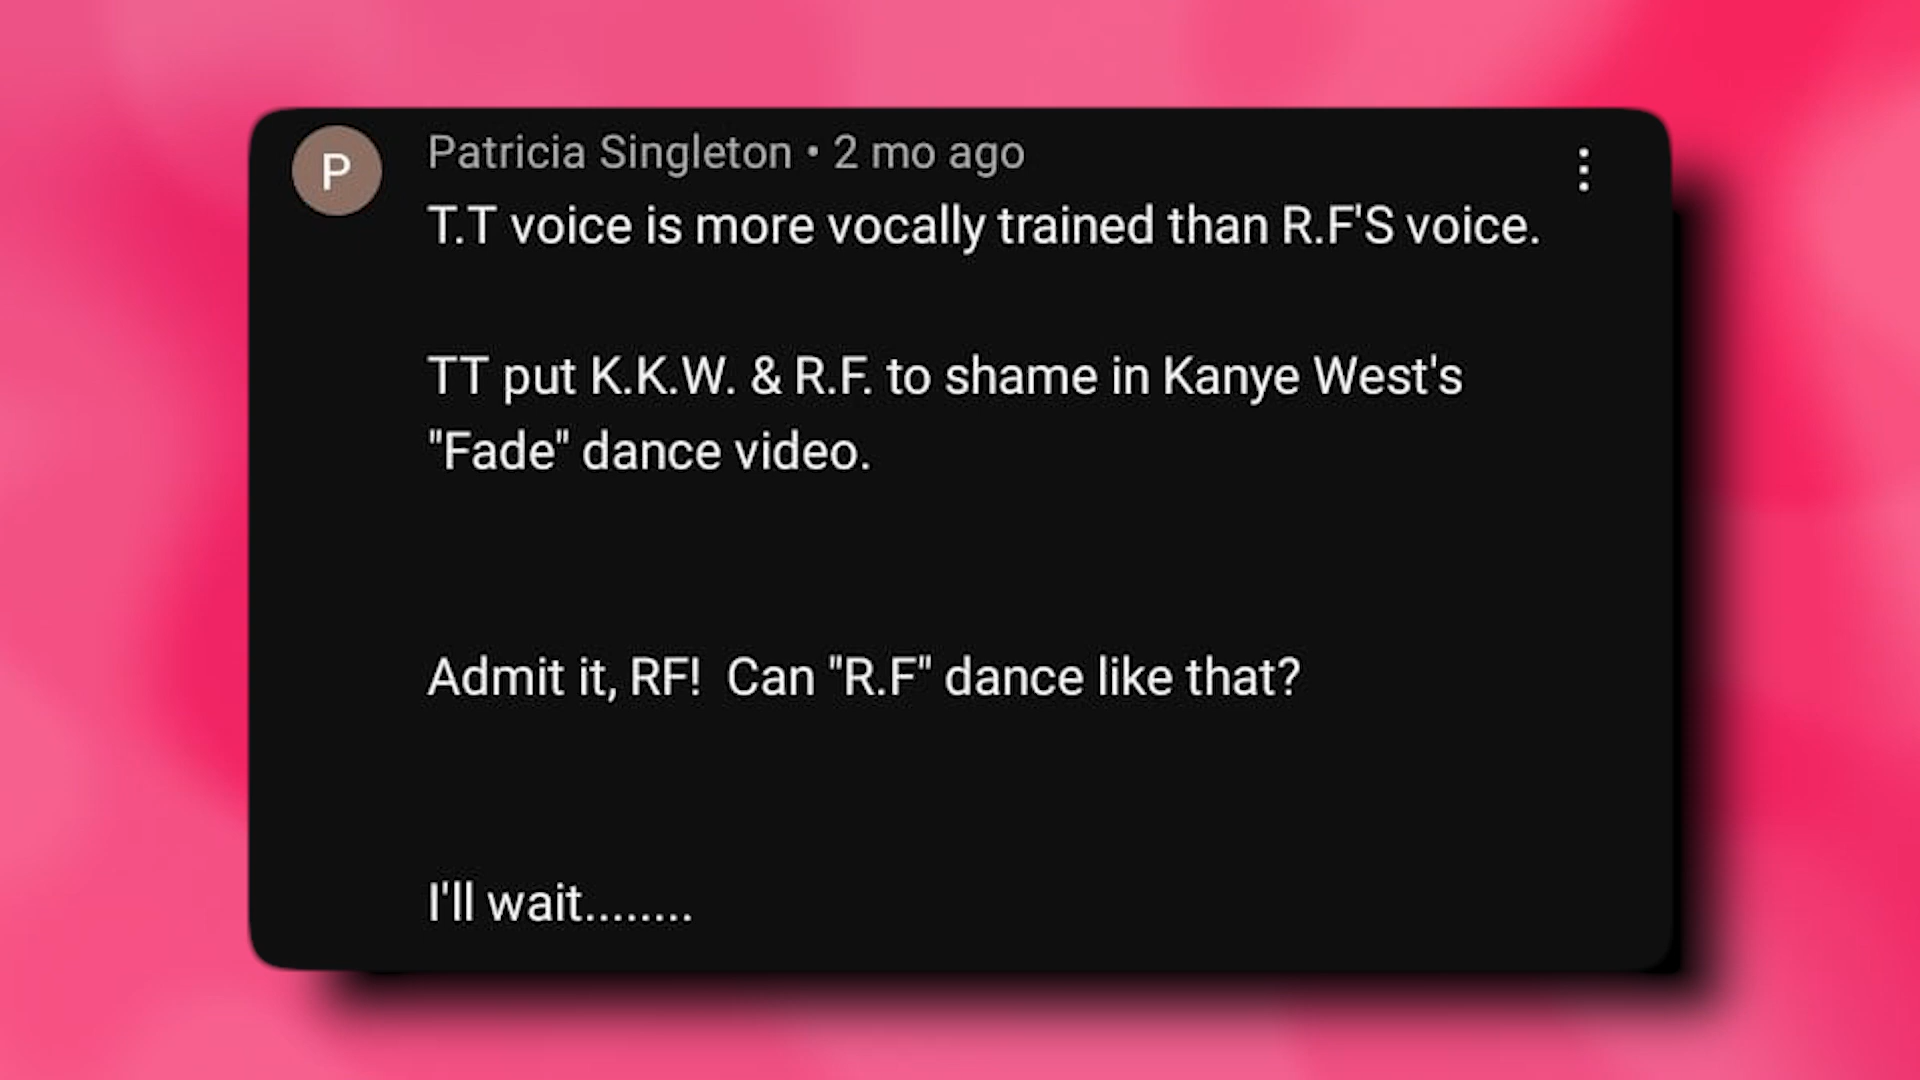 P
Patricia Singleton • 2 mo ago
T.T voice is more vocally trained than R.F'S voice.
TT put K.K.W. & R.F. to shame in Kanye West's
"Fade" dance video.
Admit it, RF!  Can "R.F" dance like that?
I'll wait........